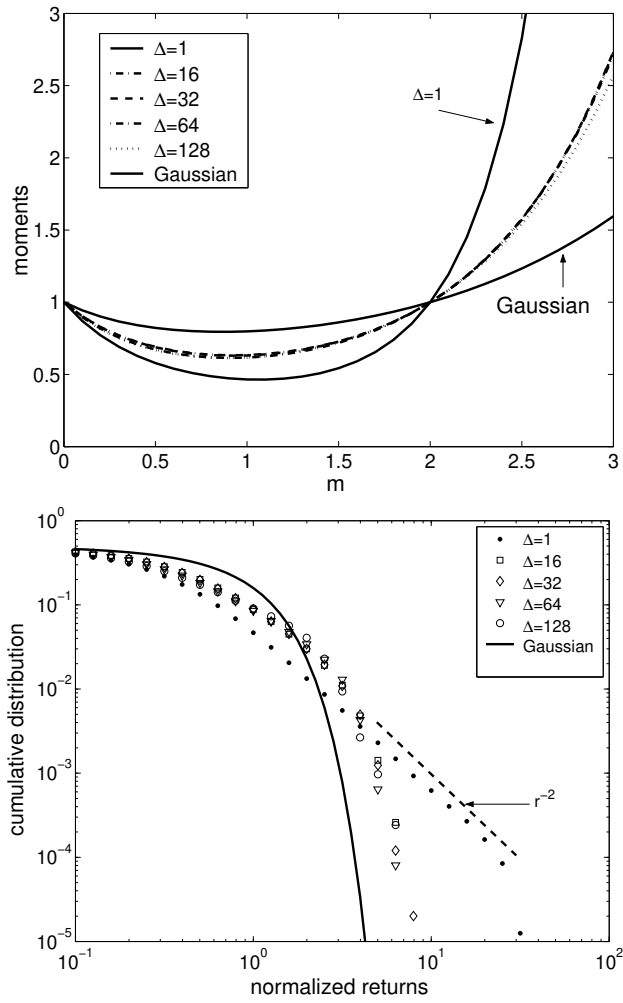 3
2.5
2
1.5
1
0.5
0
moments
Δ=1
Δ=16
Δ=32
Δ=64
Δ=128
Gaussian
Δ=1
Gaussian
0
0.5
1
1.5
2
2.5
3
m
10^0
10^-1
10^-2
10^-3
10^-4
10^-5
cumulative distribution
Δ=1
Δ=16
Δ=32
Δ=64
Δ=128
Gaussian
r^-2
10^-1
10^0
10^1
10^2
normalized returns